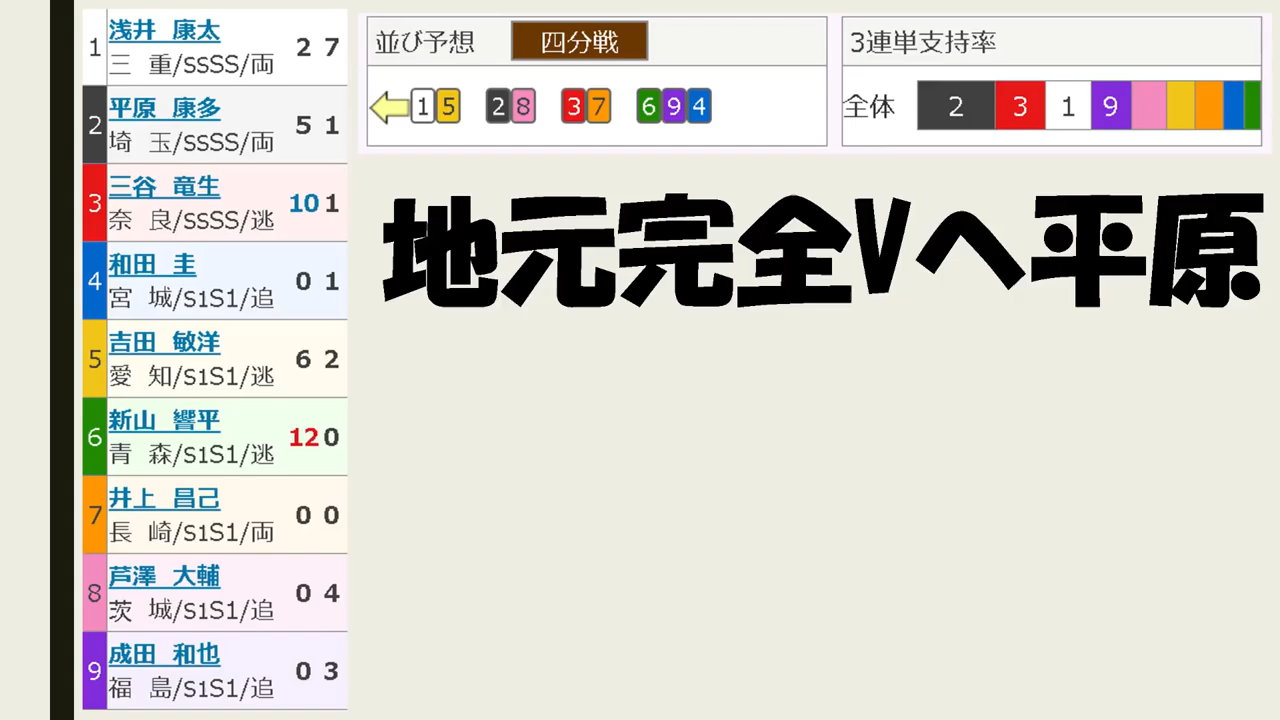 1 浅井 康太 2 7
三 重/SSSS/両
2 平原 康多 5 1
埼 玉/SSSS/両
3 三谷 竜生 10 1
奈 良/SSSS/逃
4 和田 圭 0 1
宮 城/S1S1/追
5 吉田 敏洋 6 2
愛 知/S1S1/逃
6 新山 響平 12 0
青 森/S1S1/逃
7 井上 昌己 0 0
長 崎/S1S1/両
8 芦澤 大輔 0 4
茨 城/S1S1/追
9 成田 和也 0 3
福 島/S1S1/追
並び予想 四分戦
1 5 2 8 3 7 6 9 4
3連単支持率
全体 2 3 1 9
地元完全Vへ平原